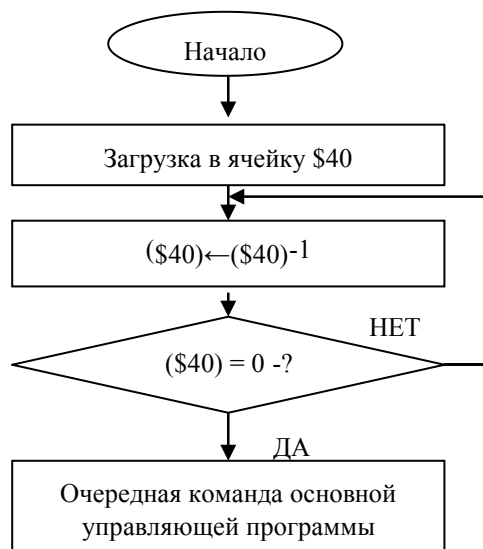 Начало
Загрузка в ячейку $40
($40)←($40)-1
НЕТ
($40) = 0 -?
ДА
Очередная команда основной
управляющей программы